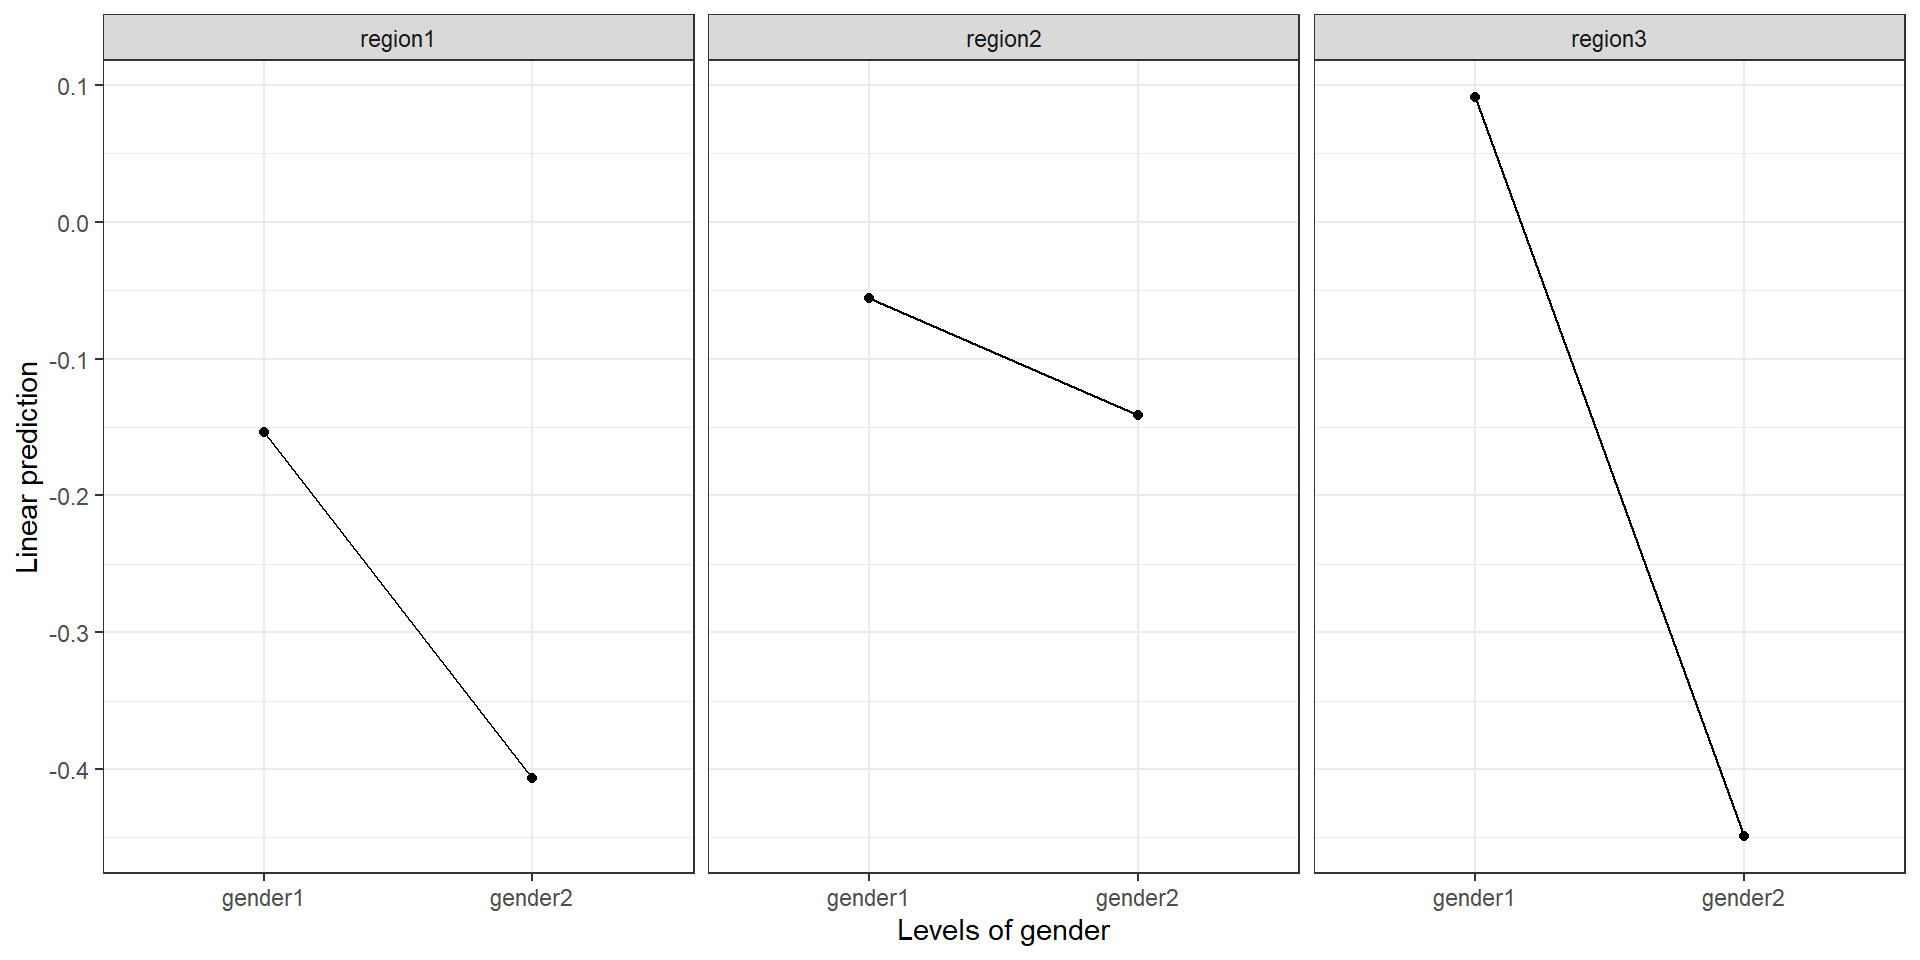 region1 region2 region3
0.1
0.0
-0.1
-0.2
-0.3
-0.4
Linear prediction
gender1 gender2 gender1 gender2 gender1 gender2
Levels of gender